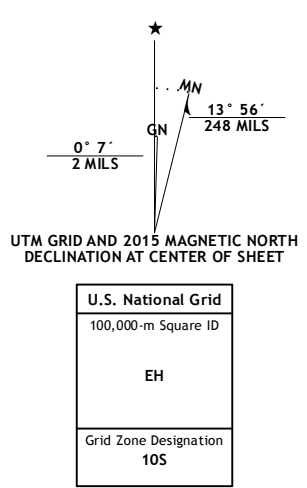 MN
13° 56´
248 MILS
GN
0° 7´
2 MILS
UTM GRID AND 2015 MAGNETIC NORTH
DECLINATION AT CENTER OF SHEET
U.S. National Grid
100,000-m Square ID
EH
Grid Zone Designation
10S